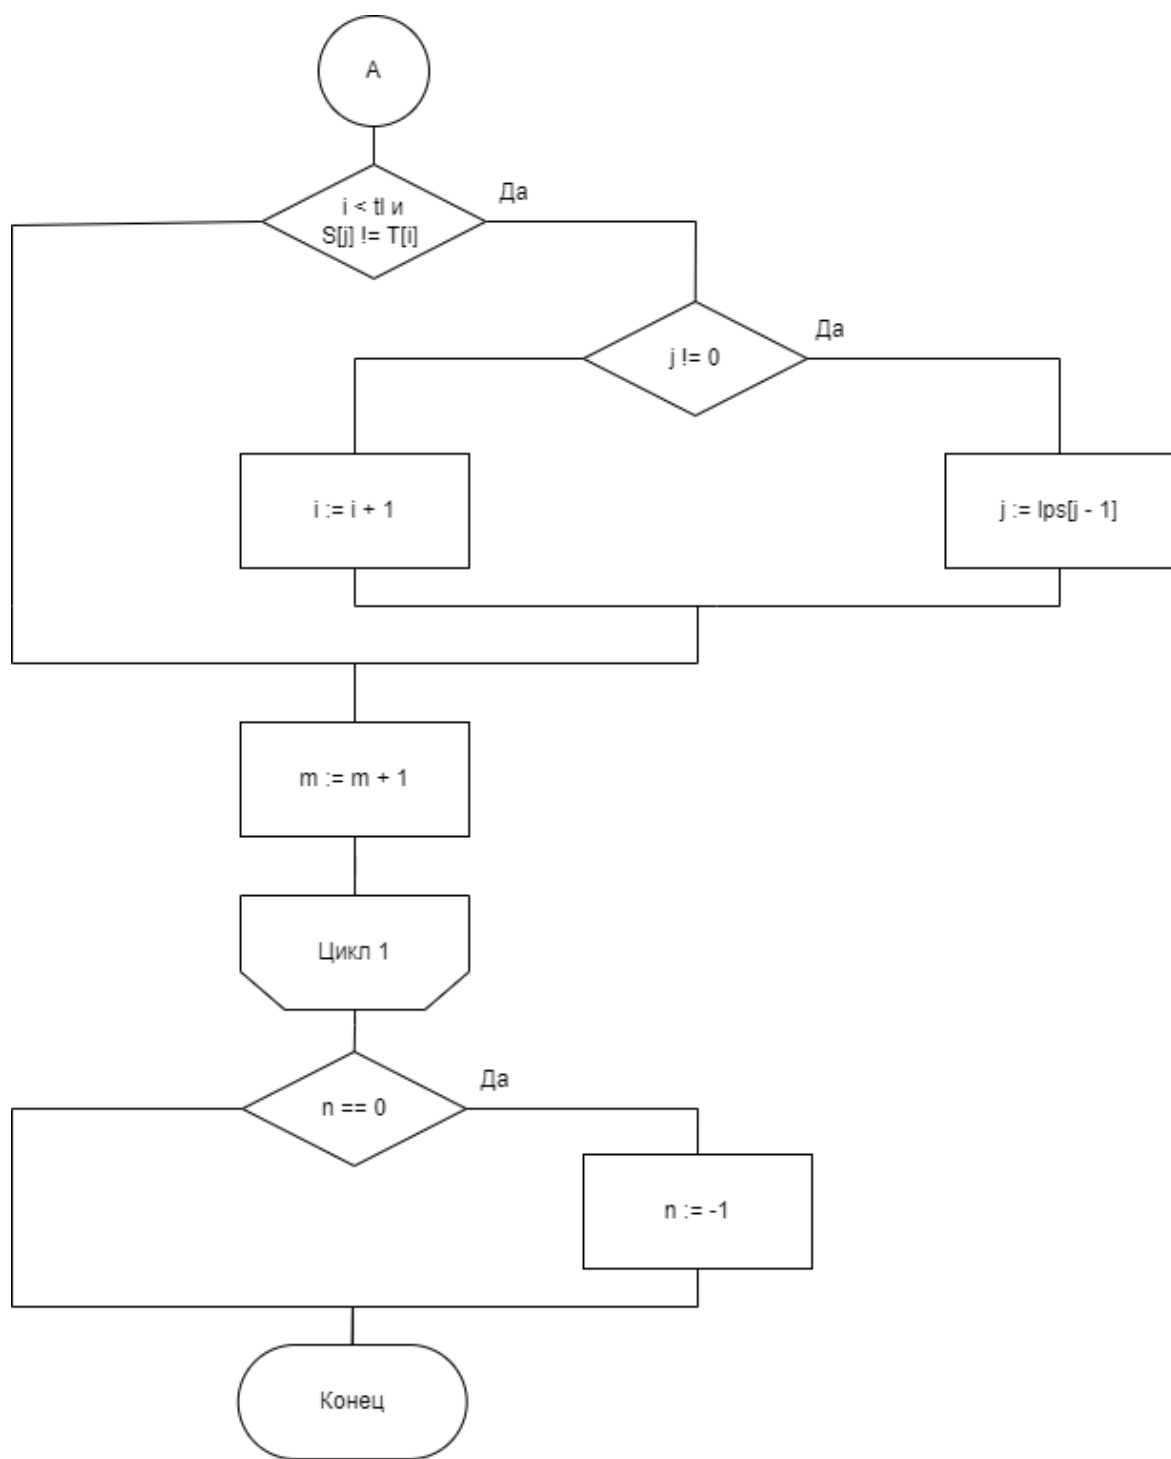 A
Да
i < tl и
S[j] != T[i]
Да
j != 0
i := i + 1
j := lps[j - 1]
m := m + 1
Цикл 1
Да
n == 0
n := -1
Конец